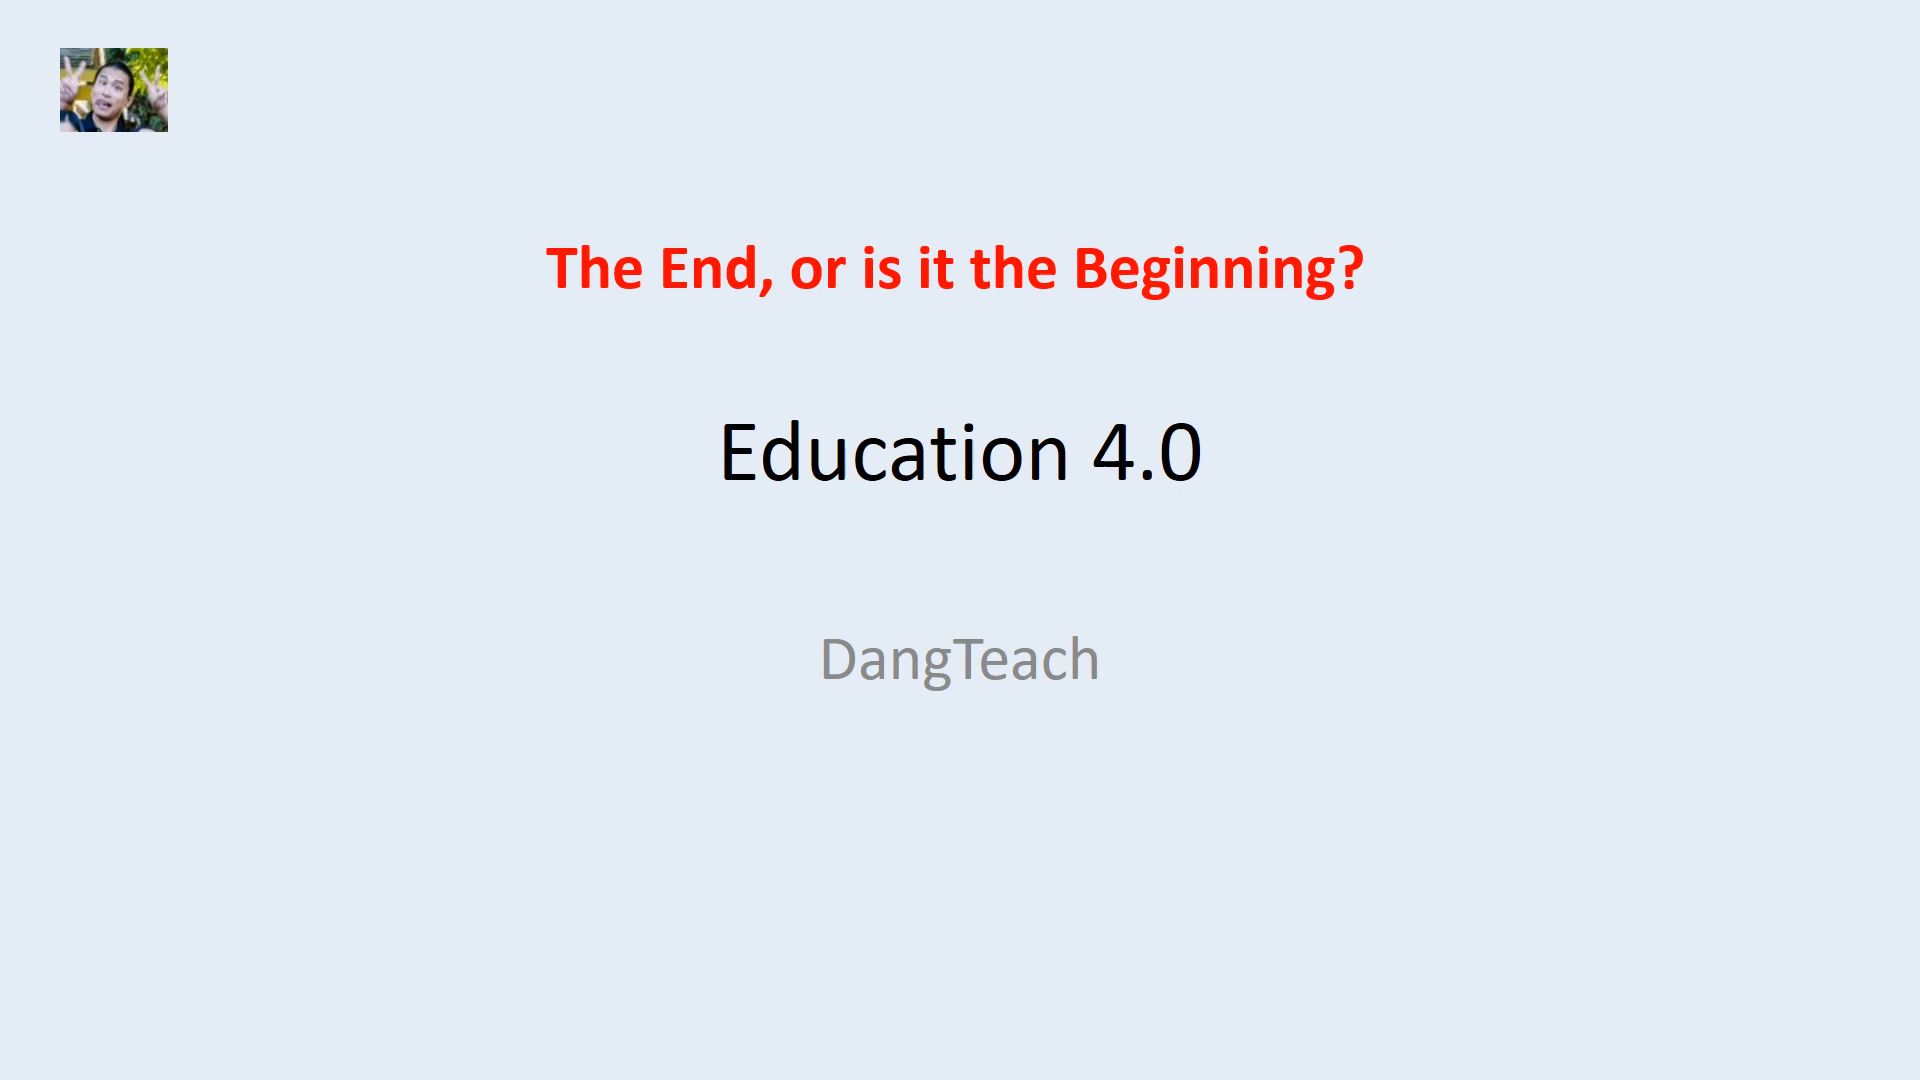 The End, or is it the Beginning?
Education 4.0
DangTeach